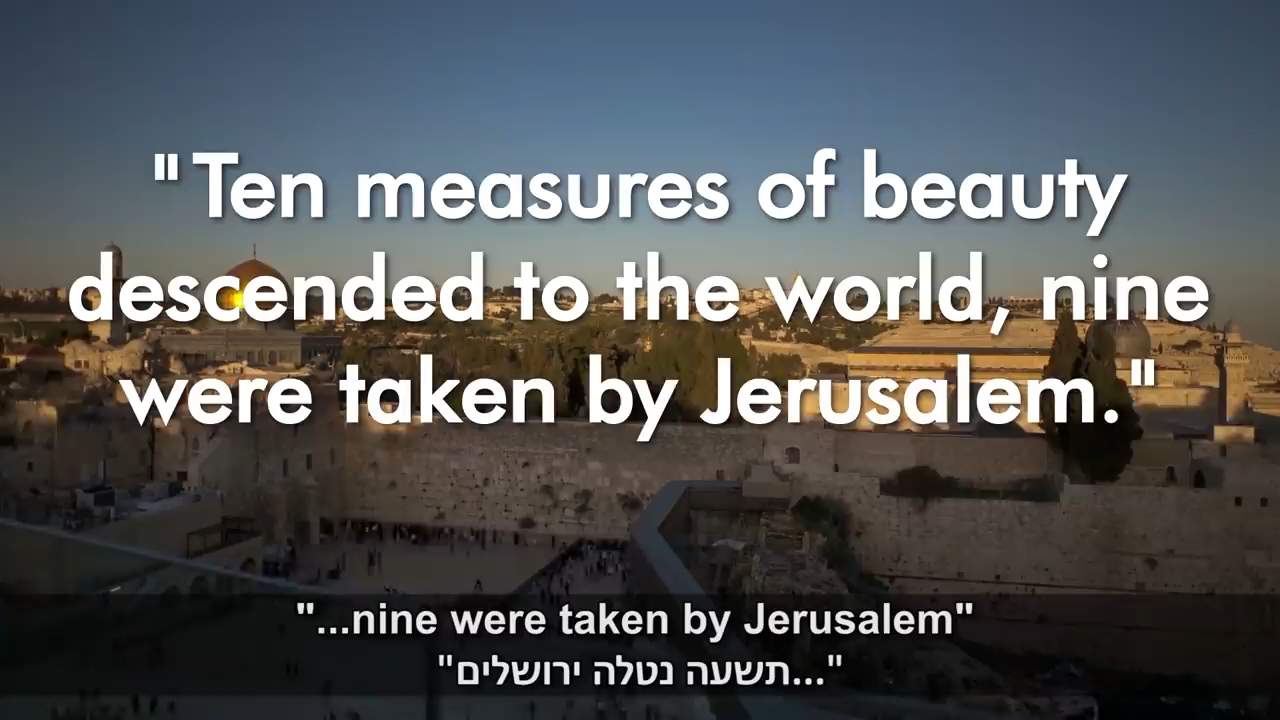 "Ten measures of beauty
descended to the world, nine
were taken by Jerusalem."
"...nine were taken by Jerusalem"
"...תשעה נטלה ירושלים"